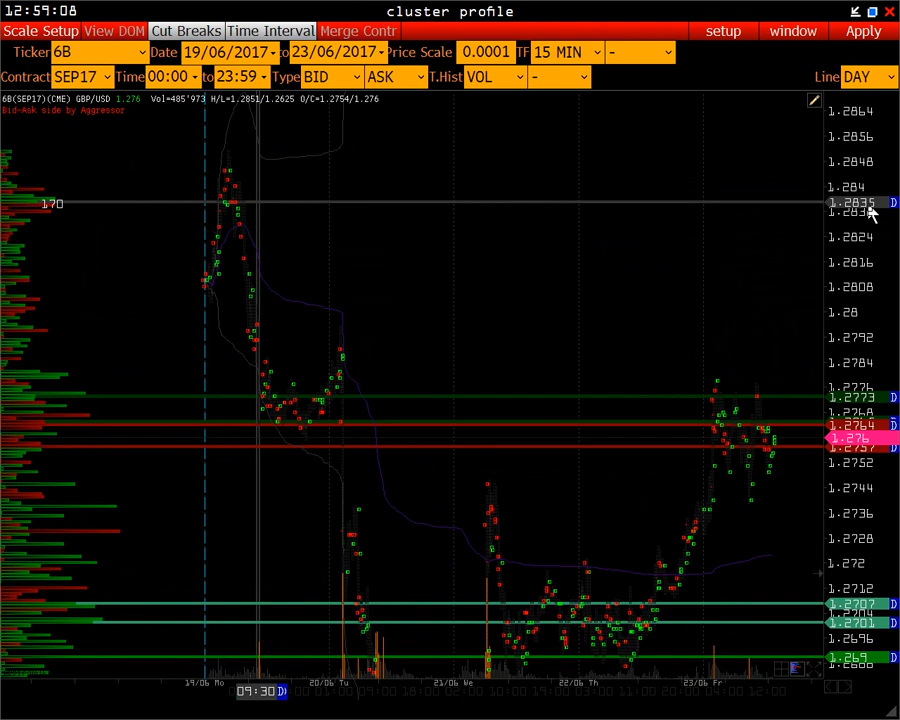 12:59:08 cluster profile
Scale Setup View DOM Cut Breaks Time Interval Merge Contr setup window Apply
Ticker 6B Date 19/06/2017 to 23/06/2017 Price Scale 0.0001 TF 15 MIN -
Contract SEP17 Time 00:00 to 23:59 Type BID ASK T.Hist VOL - Line DAY
6B(SEP17)(CME) GBP/USD 1.276 Vol=485'973 H/L=1.2851/1.2625 O/C=1.2754/1.276
Bid-Ask side by Aggressor
1.2864
1.2856
1.2848
1.284
170 1.2835 D
1.2824
1.2816
1.2808
1.28
1.2792
1.2784
1.2776
1.2773 D
1.2768
1.2764 D
1.276
1.2757 D
1.2752
1.2744
1.2736
1.2728
1.272
1.2712
1.2707 D
1.2704
1.2701 D
1.2696
1.269 D
19/06 Mo 20/06 Tu 21/06 We 22/06 Th 23/06 Fr
09:30 D